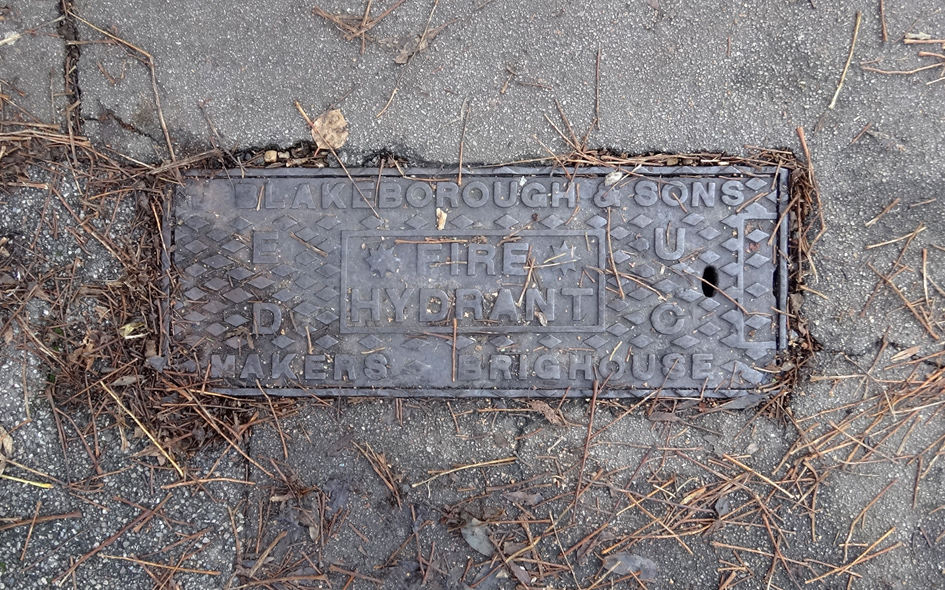 BLAKEBOROUGH & SONS
E ★ FIRE ★ U
D HYDRANT C
MAKERS BRIGHOUSE